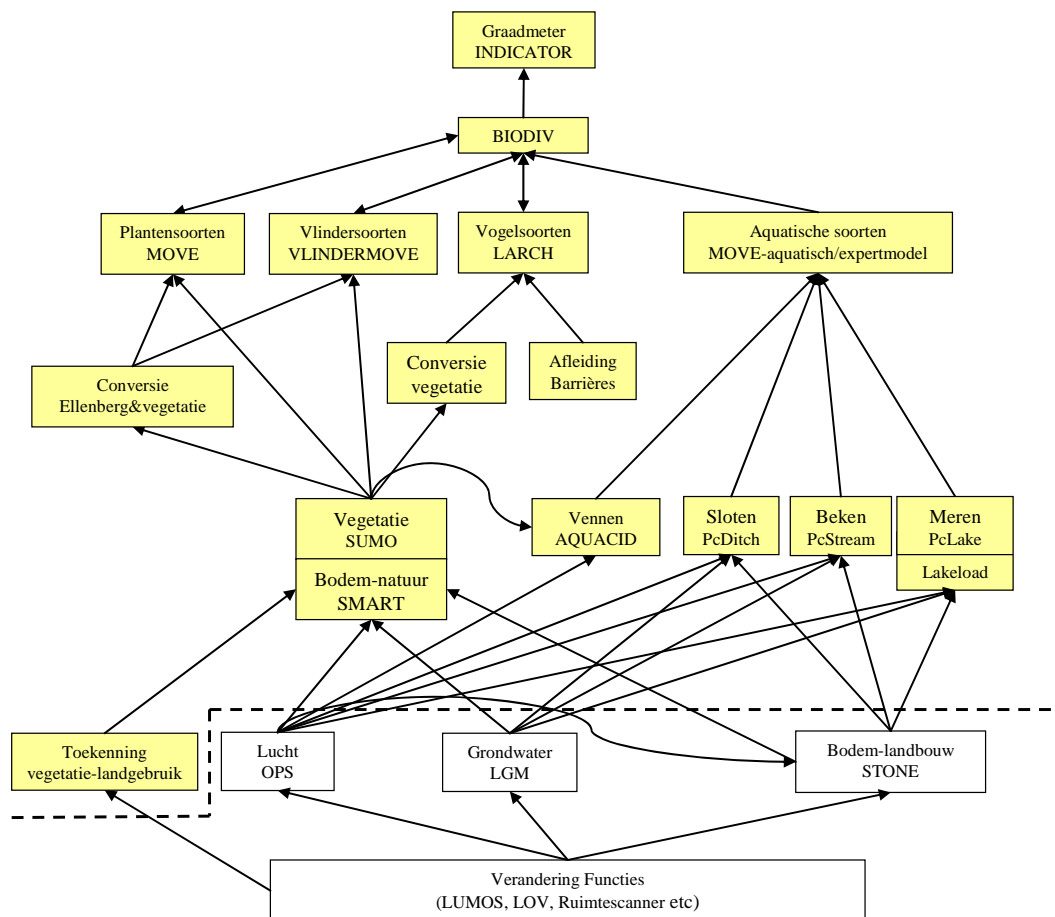 Graadmeter
INDICATOR
BIODIV
Plantensoorten
MOVE
Vlindersoorten
VLINDERMOVE
Vogelsoorten
LARCH
Aquatische soorten
MOVE-aquatisch/expertmodel
Conversie
Ellenberg&vegetatie
Conversie
vegetatie
Afleiding
Barrières
Vegetatie
SUMO
Bodem-natuur
SMART
Vennen
AQUACID
Sloten
PcDitch
Beken
PcStream
Meren
PcLake
Lakeload
Toekenning
vegetatie-landgebruik
Lucht
OPS
Grondwater
LGM
Bodem-landbouw
STONE
Verandering Functies
(LUMOS, LOV, Ruimtescanner etc)